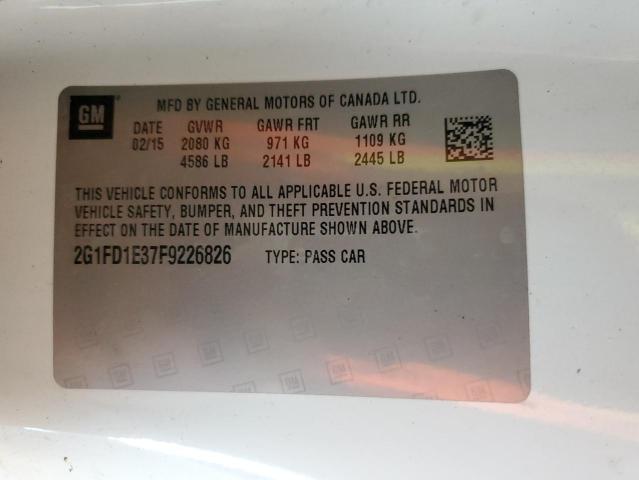 GM MFD BY GENERAL MOTORS OF CANADA LTD.
DATE GVWR GAWR FRT GAWR RR
02/15 2080 KG 971 KG 1109 KG
4586 LB 2141 LB 2445 LB
THIS VEHICLE CONFORMS TO ALL APPLICABLE U.S. FEDERAL MOTOR
VEHICLE SAFETY, BUMPER, AND THEFT PREVENTION STANDARDS IN
EFFECT ON THE DATE OF MANUFACTURE SHOWN ABOVE.
2G1FD1E37F9226826 TYPE: PASS CAR